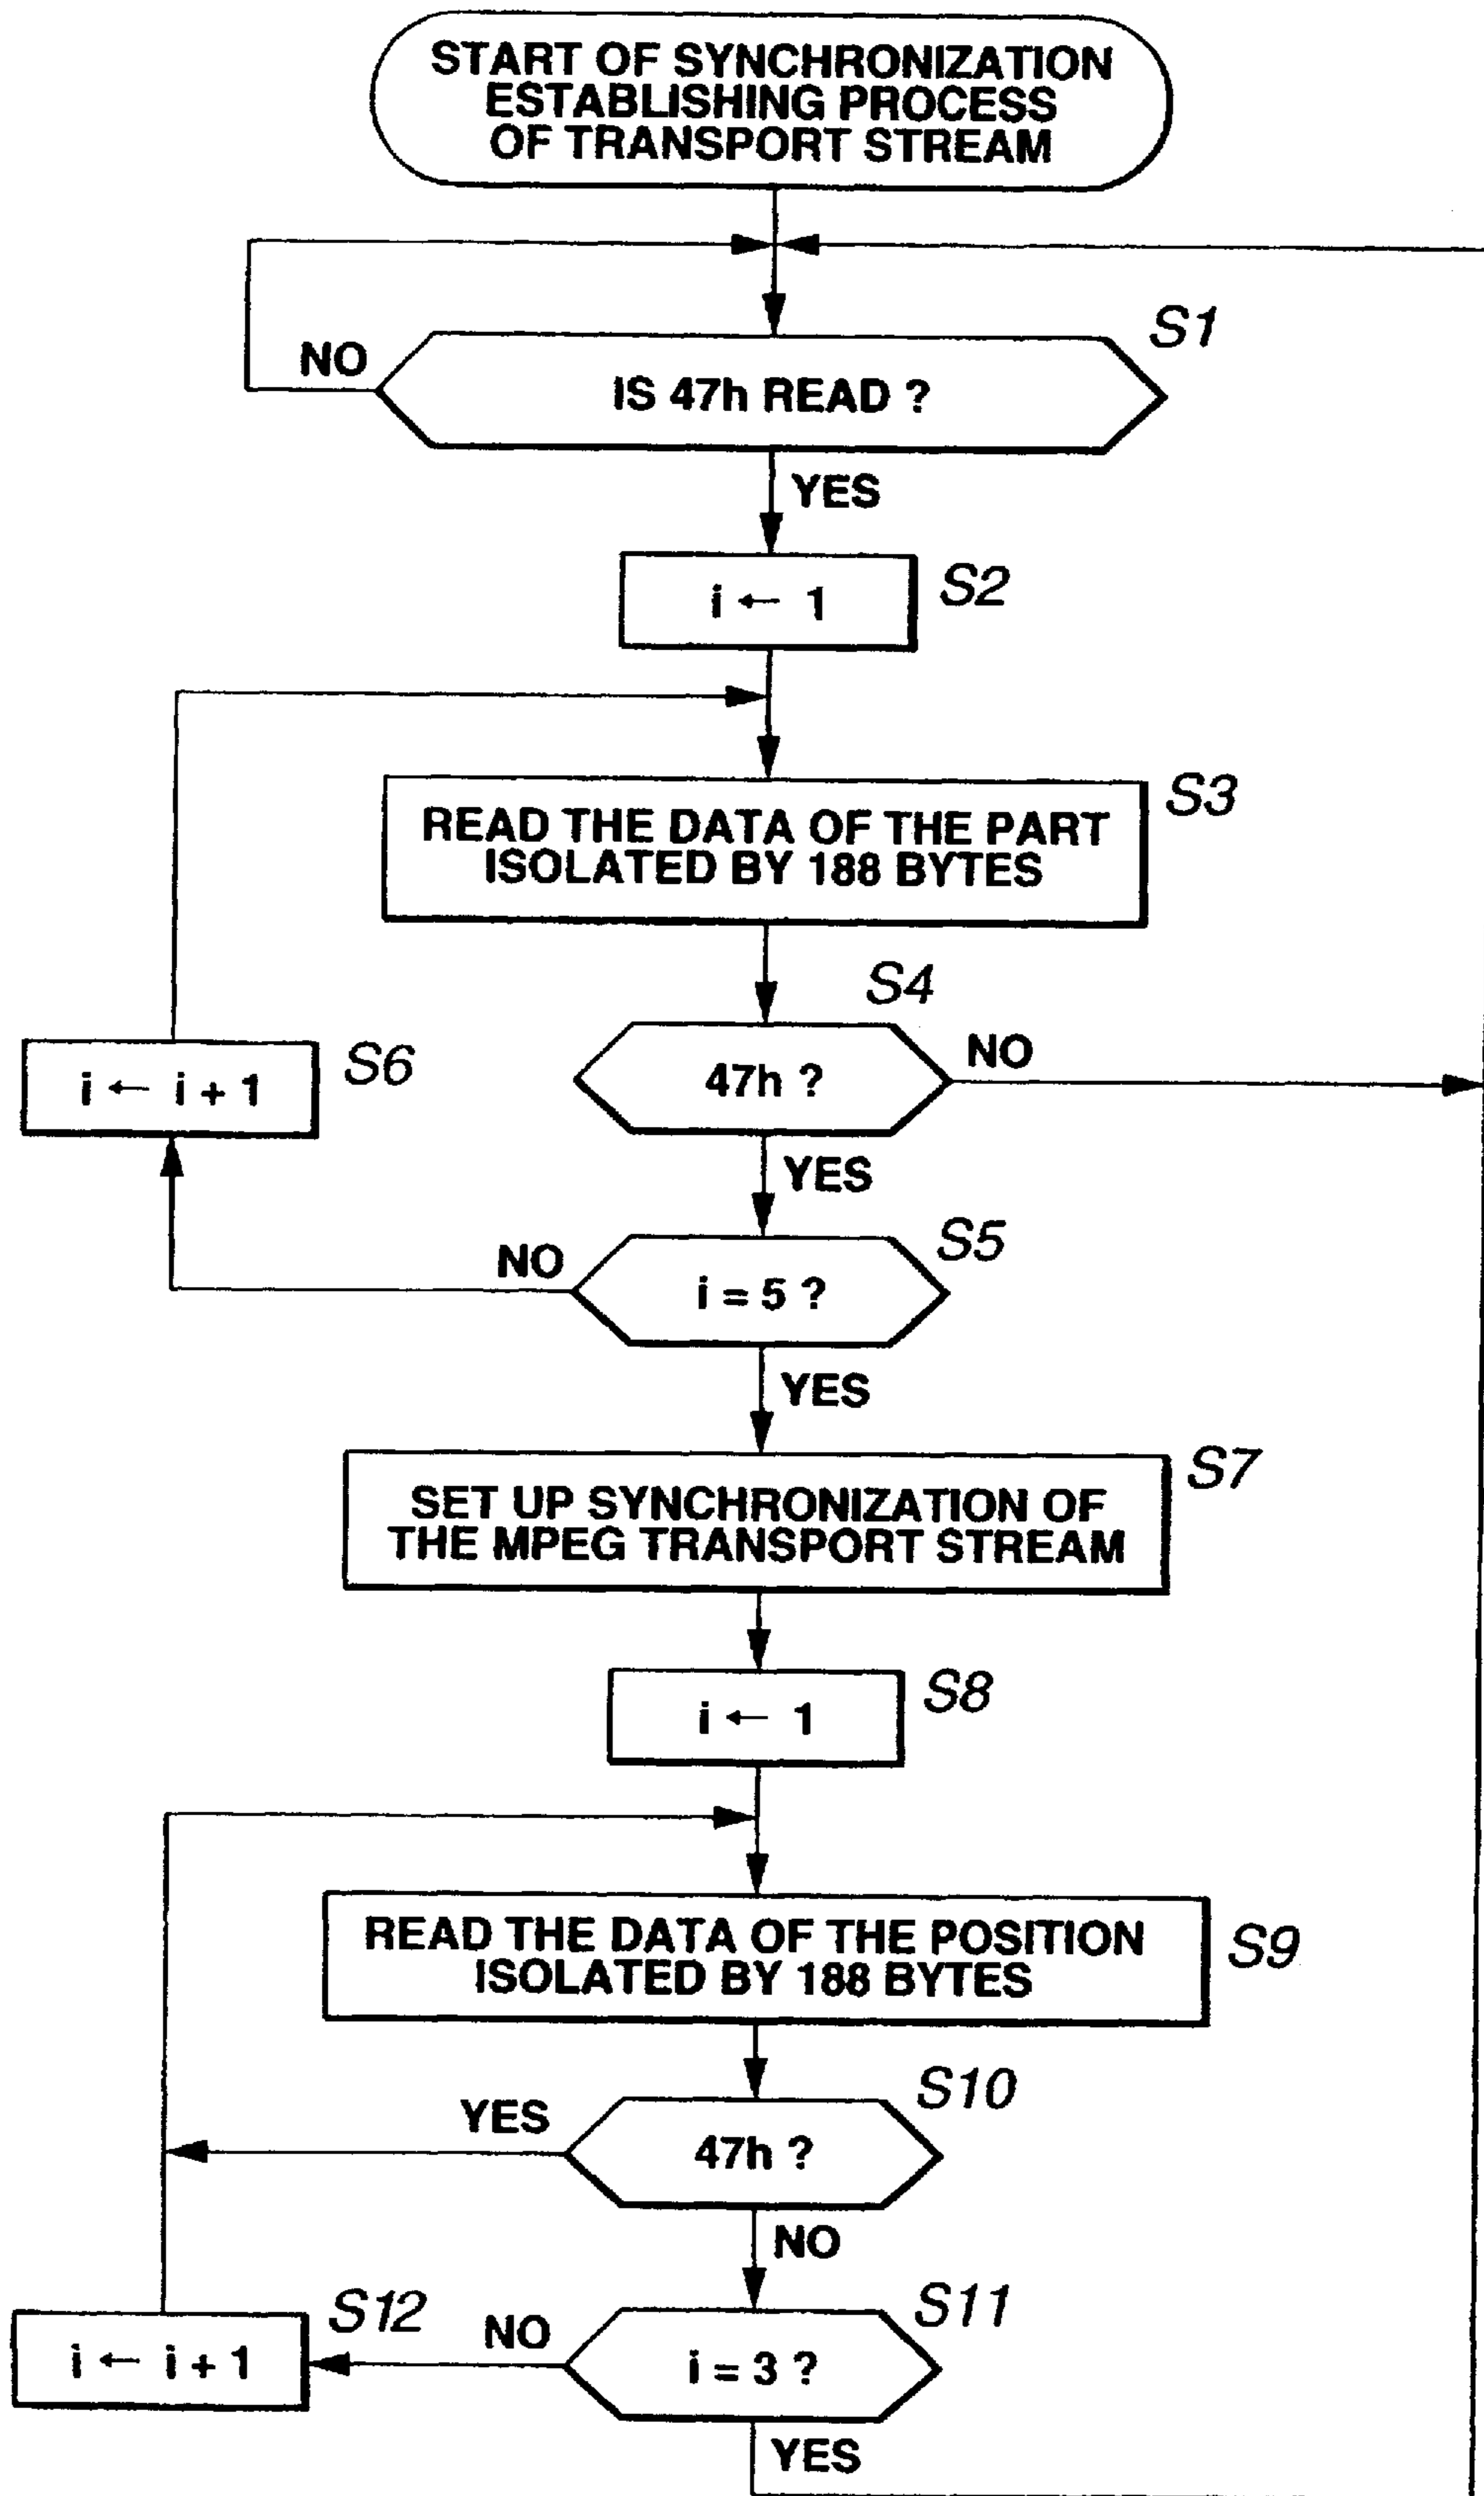 START OF SYNCHRONIZATION
ESTABLISHING PROCESS
OF TRANSPORT STREAM
S1
NO
IS 47h READ ?
YES
S2
i ← 1
S3
READ THE DATA OF THE PART
ISOLATED BY 188 BYTES
S4
S6
i ← i + 1
47h ?
NO
YES
S5
NO
i = 5 ?
YES
S7
SET UP SYNCHRONIZATION OF
THE MPEG TRANSPORT STREAM
S8
i ← 1
READ THE DATA OF THE POSITION
ISOLATED BY 188 BYTES
S9
S10
YES
47h ?
NO
S12
S11
NO
i ← i + 1
i = 3 ?
YES